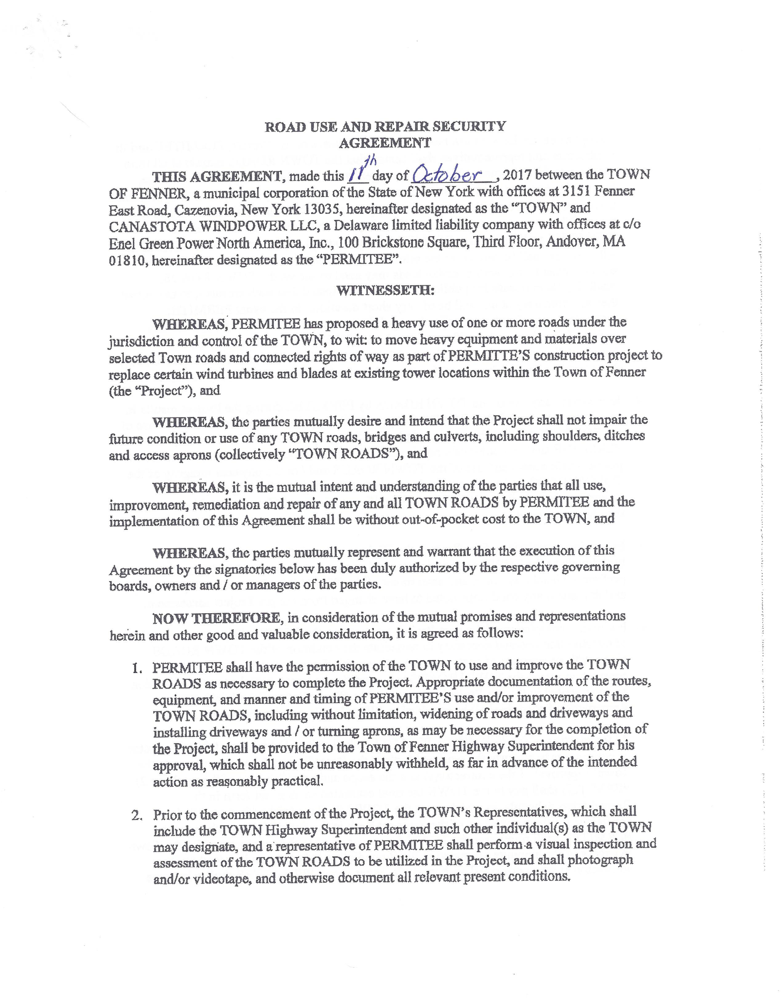 ROAD USE AND REPAIR SECURITY
AGREEMENT
THIS AGREEMENT, made this 11th day of October, 2017 between the TOWN
OF FENNER, a municipal corporation of the State of New York with offices at 3151 Fenner
East Road, Cazenovia, New York 13035, hereinafter designated as the “TOWN” and
CANASTOTA WINDPOWER LLC, a Delaware limited liability company with offices at c/o
Enel Green Power North America, Inc., 100 Brickstone Square, Third Floor, Andover, MA
01810, hereinafter designated as the “PERMITEE”.
WITNESSETH:
WHEREAS, PERMITEE has proposed a heavy use of one or more roads under the
jurisdiction and control of the TOWN, to wit: to move heavy equipment and materials over
selected Town roads and connected rights of way as part of PERMITTE’S construction project to
replace certain wind turbines and blades at existing tower locations within the Town of Fenner
(the “Project”), and
WHEREAS, the parties mutually desire and intend that the Project shall not impair the
future condition or use of any TOWN roads, bridges and culverts, including shoulders, ditches
and access aprons (collectively “TOWN ROADS”), and
WHEREAS, it is the mutual intent and understanding of the parties that all use,
improvement, remediation and repair of any and all TOWN ROADS by PERMITEE and the
implementation of this Agreement shall be without out-of-pocket cost to the TOWN, and
WHEREAS, the parties mutually represent and warrant that the execution of this
Agreement by the signatories below has been duly authorized by the respective governing
boards, owners and / or managers of the parties.
NOW THEREFORE, in consideration of the mutual promises and representations
herein and other good and valuable consideration, it is agreed as follows:
1. PERMITEE shall have the permission of the TOWN to use and improve the TOWN
ROADS as necessary to complete the Project. Appropriate documentation of the routes,
equipment, and manner and timing of PERMITEE’S use and/or improvement of the
TOWN ROADS, including without limitation, widening of roads and driveways and
installing driveways and / or turning aprons, as may be necessary for the completion of
the Project, shall be provided to the Town of Fenner Highway Superintendent for his
approval, which shall not be unreasonably withheld, as far in advance of the intended
action as reasonably practical.
2. Prior to the commencement of the Project, the TOWN’s Representatives, which shall
include the TOWN Highway Superintendent and such other individual(s) as the TOWN
may designate, and a representative of PERMITEE shall perform a visual inspection and
assessment of the TOWN ROADS to be utilized in the Project, and shall photograph
and/or videotape, and otherwise document all relevant present conditions.